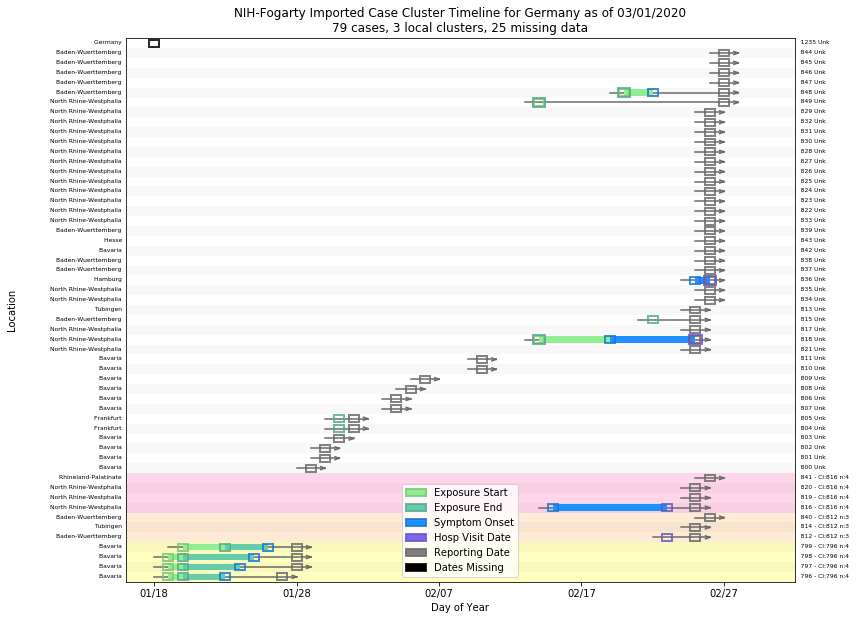 NIH-Fogarty Imported Case Cluster Timeline for Germany as of 03/01/2020
79 cases, 3 local clusters, 25 missing data
Location
Germany 1235 Unk
Baden-Wuerttemberg 844 Unk
Baden-Wuerttemberg 845 Unk
Baden-Wuerttemberg 846 Unk
Baden-Wuerttemberg 847 Unk
Baden-Wuerttemberg 848 Unk
North Rhine-Westphalia 849 Unk
North Rhine-Westphalia 829 Unk
North Rhine-Westphalia 832 Unk
North Rhine-Westphalia 831 Unk
North Rhine-Westphalia 830 Unk
North Rhine-Westphalia 828 Unk
North Rhine-Westphalia 827 Unk
North Rhine-Westphalia 826 Unk
North Rhine-Westphalia 825 Unk
North Rhine-Westphalia 824 Unk
North Rhine-Westphalia 823 Unk
North Rhine-Westphalia 822 Unk
North Rhine-Westphalia 833 Unk
Baden-Wuerttemberg 839 Unk
Hesse 843 Unk
Bavaria 842 Unk
Baden-Wuerttemberg 838 Unk
Baden-Wuerttemberg 837 Unk
Hamburg 836 Unk
North Rhine-Westphalia 835 Unk
North Rhine-Westphalia 834 Unk
Tübingen 813 Unk
Baden-Wuerttemberg 815 Unk
North Rhine-Westphalia 817 Unk
North Rhine-Westphalia 818 Unk
North Rhine-Westphalia 821 Unk
Bavaria 811 Unk
Bavaria 810 Unk
Bavaria 809 Unk
Bavaria 808 Unk
Bavaria 806 Unk
Bavaria 807 Unk
Frankfurt 805 Unk
Frankfurt 804 Unk
Bavaria 803 Unk
Bavaria 802 Unk
Bavaria 801 Unk
Bavaria 800 Unk
Rhineland-Palatinate 841 - Cl:816 n:4
North Rhine-Westphalia 820 - Cl:816 n:4
North Rhine-Westphalia 819 - Cl:816 n:4
North Rhine-Westphalia 816 - Cl:816 n:4
Baden-Wuerttemberg 840 - Cl:812 n:3
Tübingen 814 - Cl:812 n:3
Baden-Wuerttemberg 812 - Cl:812 n:3
Bavaria 799 - Cl:796 n:4
Bavaria 798 - Cl:796 n:4
Bavaria 797 - Cl:796 n:4
Bavaria 796 - Cl:796 n:4
Exposure Start
Exposure End
Symptom Onset
Hosp Visit Date
Reporting Date
Dates Missing
01/18 01/28 02/07 02/17 02/27
Day of Year